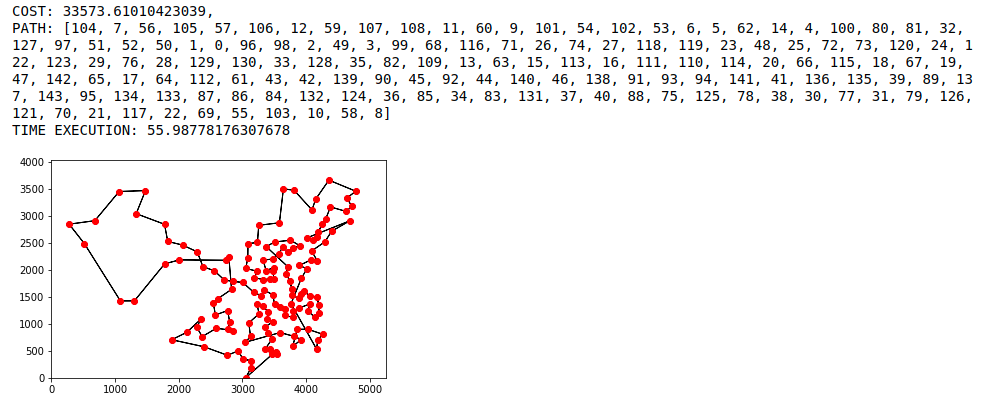 COST: 33573.61010423039,
PATH: [104, 7, 56, 105, 57, 106, 12, 59, 107, 108, 11, 60, 9, 101, 54, 102, 53, 6, 5, 62, 14, 4, 100, 80, 81, 32,
127, 97, 51, 52, 50, 1, 0, 96, 98, 2, 49, 3, 99, 68, 116, 71, 26, 74, 27, 118, 119, 23, 48, 25, 72, 73, 120, 24, 1
22, 123, 29, 76, 28, 129, 130, 33, 128, 35, 82, 109, 13, 63, 15, 113, 16, 111, 110, 114, 20, 66, 115, 18, 67, 19,
47, 142, 65, 17, 64, 112, 61, 43, 42, 139, 90, 45, 92, 44, 140, 46, 138, 91, 93, 94, 141, 41, 136, 135, 39, 89, 13
7, 143, 95, 134, 133, 87, 86, 84, 132, 124, 36, 85, 34, 83, 131, 37, 40, 88, 75, 125, 78, 38, 30, 77, 31, 79, 126,
121, 70, 21, 117, 22, 69, 55, 103, 10, 58, 8]
TIME EXECUTION: 55.98778176307678
4000
3500
3000
2500
2000
1500
1000
500
0
0 1000 2000 3000 4000 5000